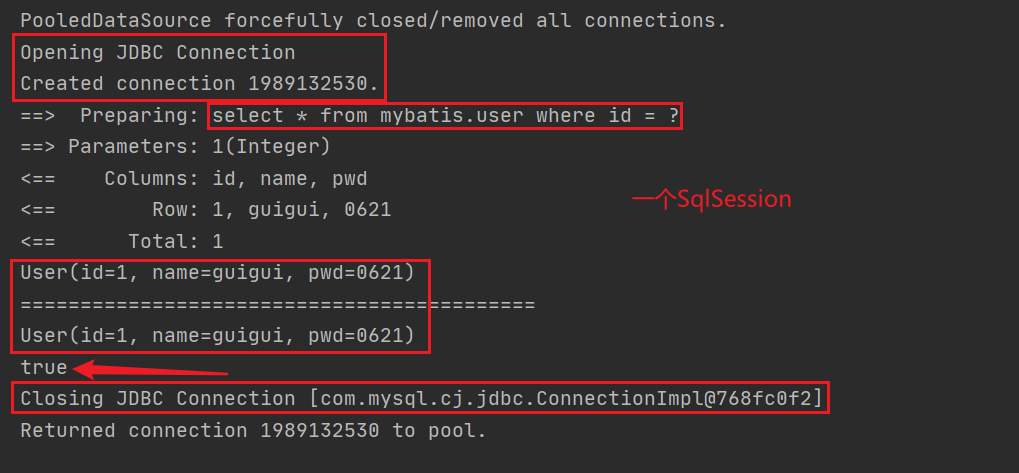 PooledDataSource forcefully closed/removed all connections.
Opening JDBC Connection
Created connection 1989132530.
==>  Preparing: select * from mybatis.user where id = ?
==> Parameters: 1(Integer)
<==    Columns: id, name, pwd
<==        Row: 1, guigui, 0621
<==      Total: 1
一个SqlSession
User(id=1, name=guigui, pwd=0621)
===========================================
User(id=1, name=guigui, pwd=0621)
true
Closing JDBC Connection [com.mysql.cj.jdbc.ConnectionImpl@768fc0f2]
Returned connection 1989132530 to pool.